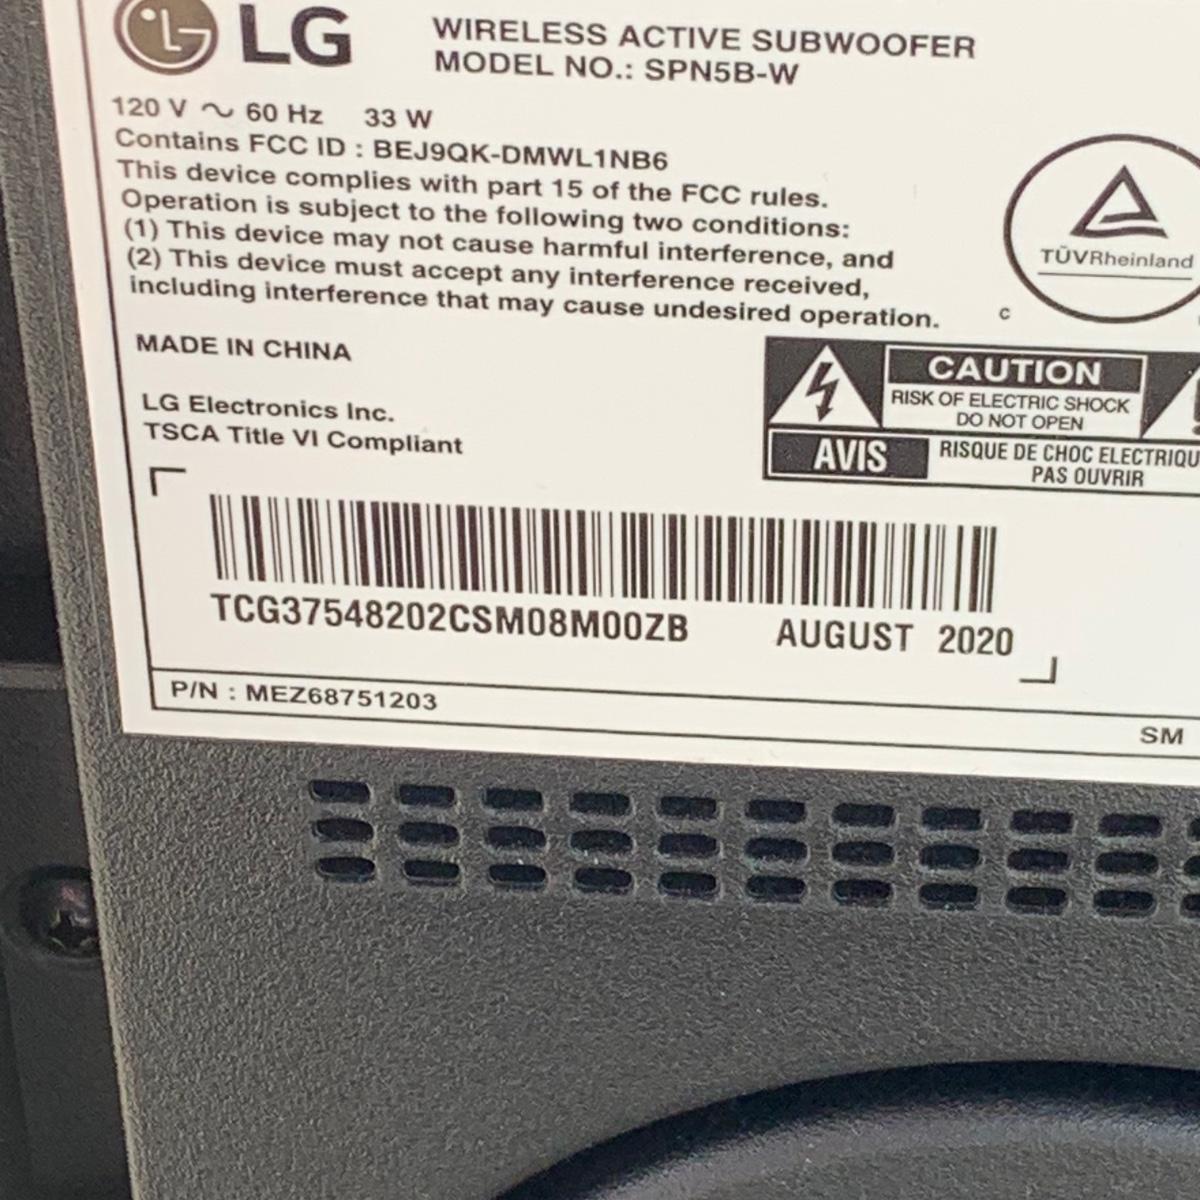 LG
WIRELESS ACTIVE SUBWOOFER
MODEL NO.: SPN5B-W
120 V ~ 60 Hz 33 W
Contains FCC ID : BEJ9QK-DMWL1NB6
This device complies with part 15 of the FCC rules.
Operation is subject to the following two conditions:
(1) This device may not cause harmful interference, and
(2) This device must accept any interference received,
including interference that may cause undesired operation.
TÜVRheinland
c
MADE IN CHINA
LG Electronics Inc.
TSCA Title VI Compliant
CAUTION
RISK OF ELECTRIC SHOCK
DO NOT OPEN
AVIS
RISQUE DE CHOC ELECTRIQU
PAS OUVRIR
TCG37548202CSM08M00ZB AUGUST 2020
P/N : MEZ68751203
SM